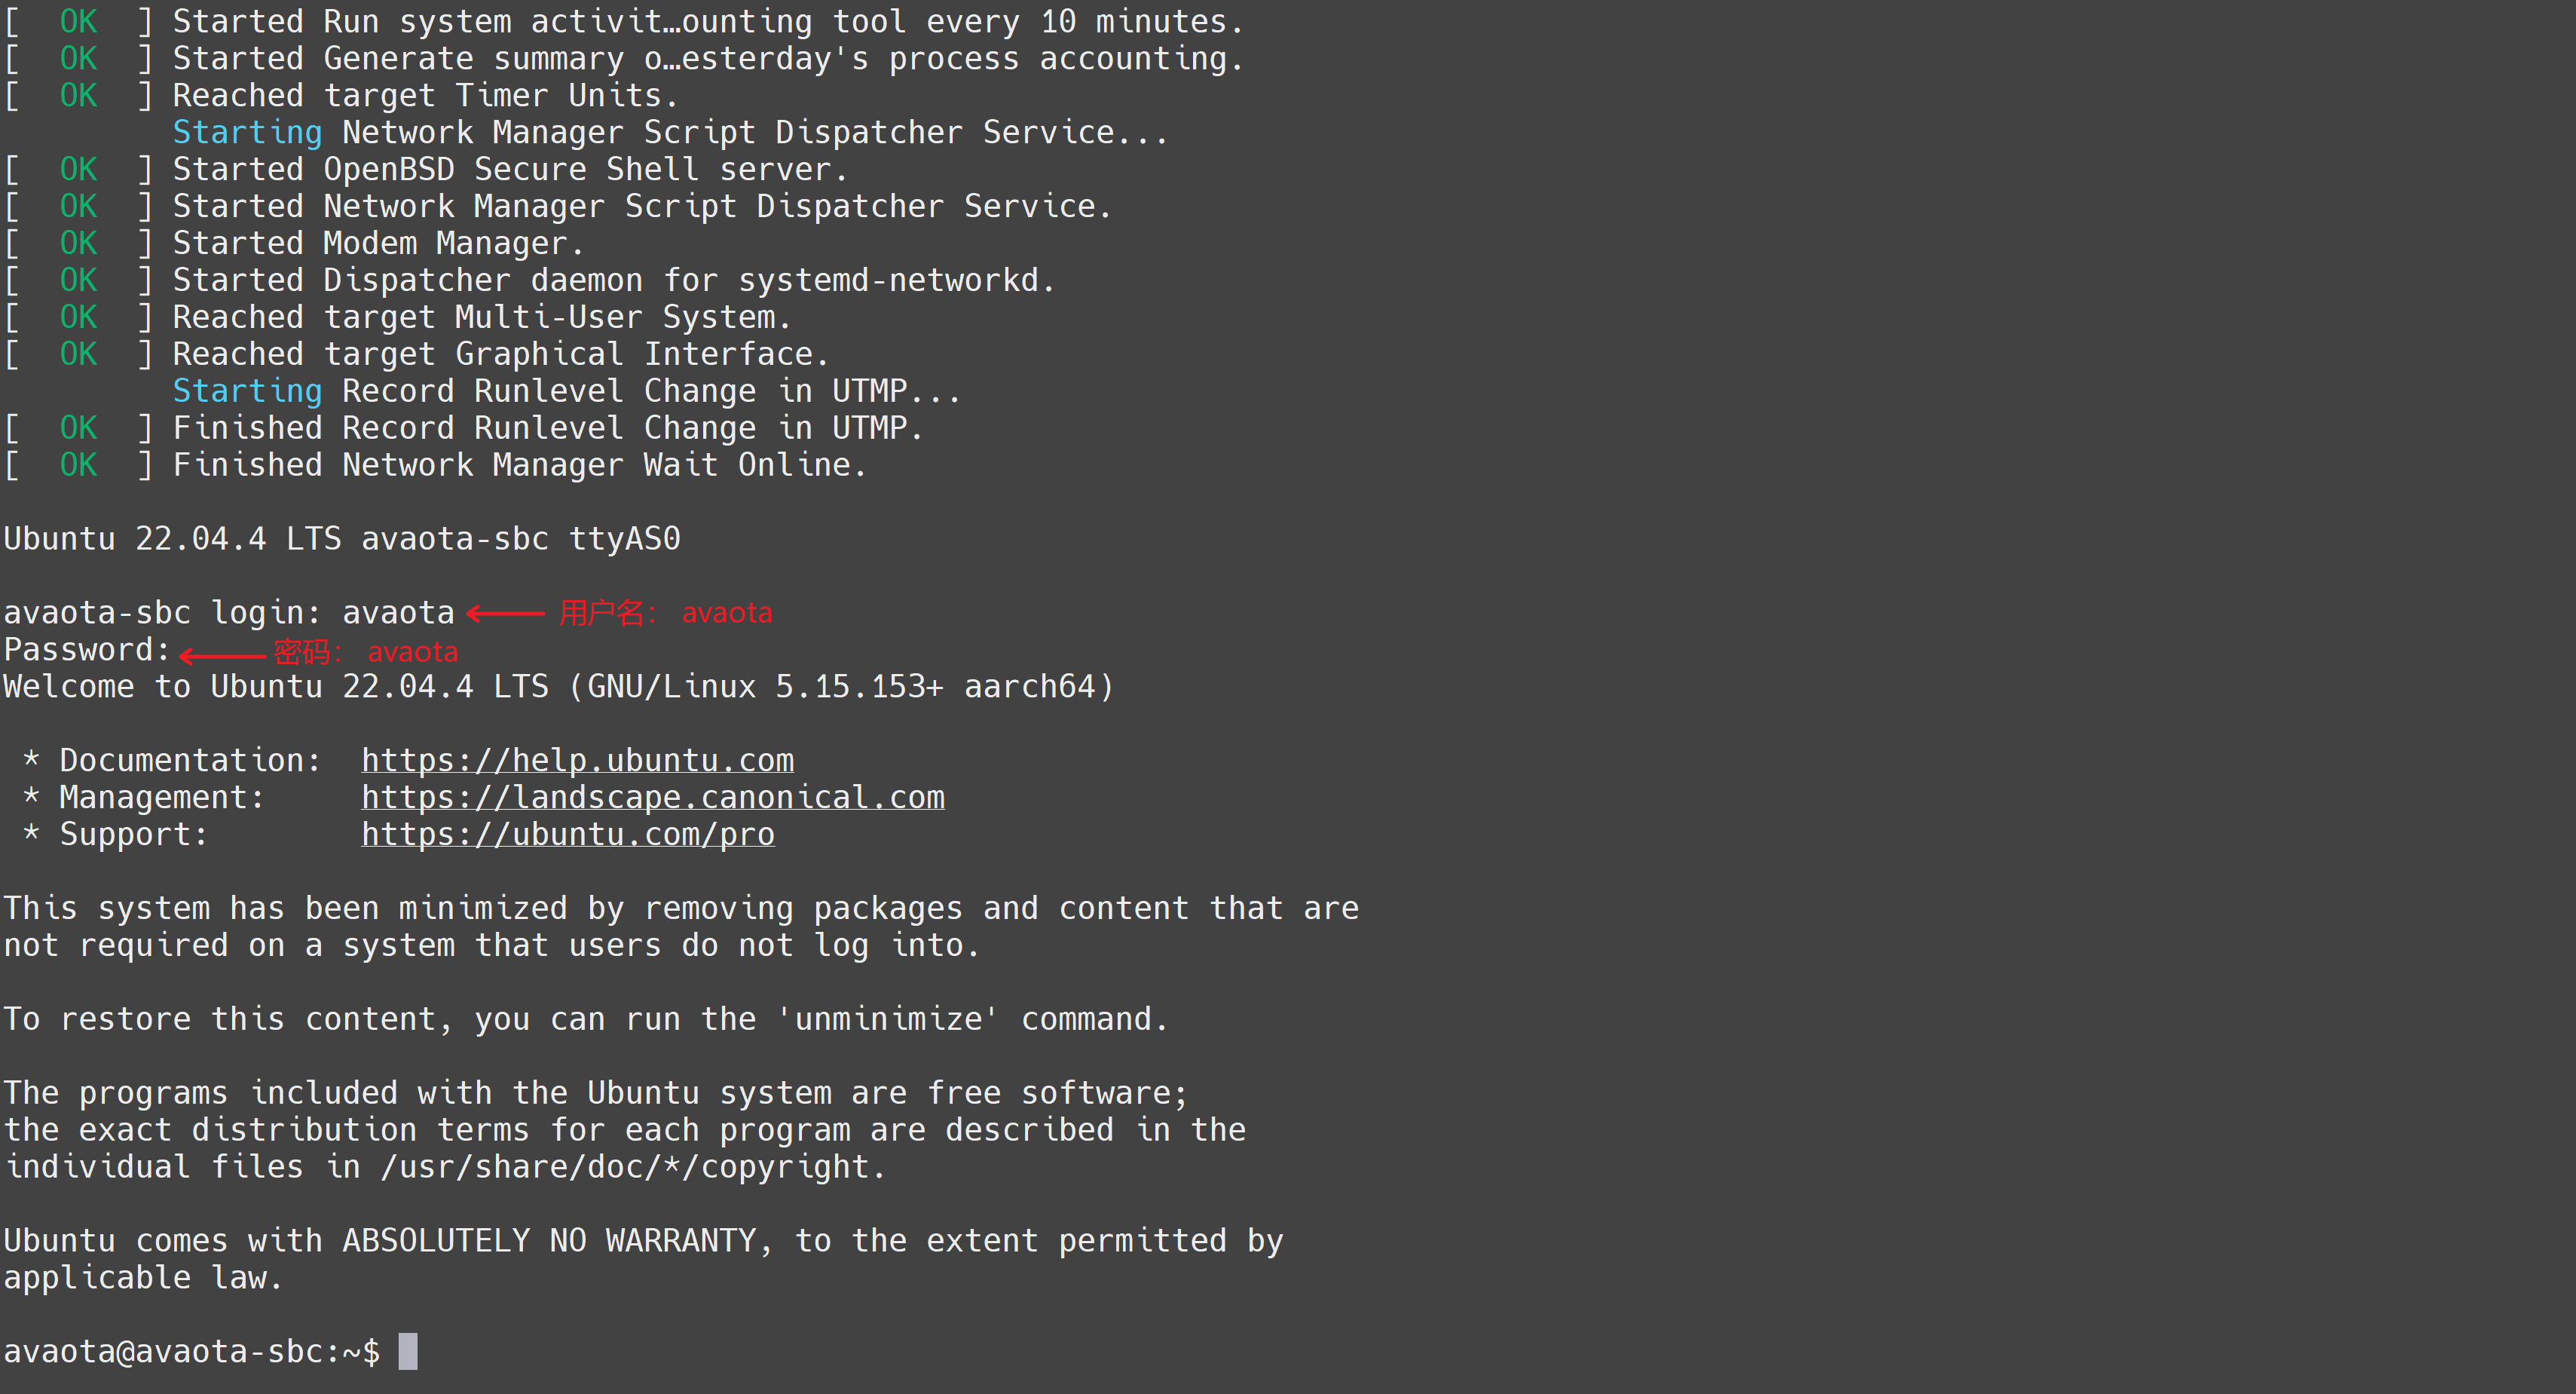 [  OK  ] Started Run system activit…ounting tool every 10 minutes.
[  OK  ] Started Generate summary o…esterday's process accounting.
[  OK  ] Reached target Timer Units.
         Starting Network Manager Script Dispatcher Service...
[  OK  ] Started OpenBSD Secure Shell server.
[  OK  ] Started Network Manager Script Dispatcher Service.
[  OK  ] Started Modem Manager.
[  OK  ] Started Dispatcher daemon for systemd-networkd.
[  OK  ] Reached target Multi-User System.
[  OK  ] Reached target Graphical Interface.
         Starting Record Runlevel Change in UTMP...
[  OK  ] Finished Record Runlevel Change in UTMP.
[  OK  ] Finished Network Manager Wait Online.
Ubuntu 22.04.4 LTS avaota-sbc ttyAS0
avaota-sbc login: avaota 用户名： avaota
Password: 密码： avaota
Welcome to Ubuntu 22.04.4 LTS (GNU/Linux 5.15.153+ aarch64)
 * Documentation:  https://help.ubuntu.com
 * Management:     https://landscape.canonical.com
 * Support:        https://ubuntu.com/pro
This system has been minimized by removing packages and content that are
not required on a system that users do not log into.
To restore this content, you can run the 'unminimize' command.
The programs included with the Ubuntu system are free software;
the exact distribution terms for each program are described in the
individual files in /usr/share/doc/*/copyright.
Ubuntu comes with ABSOLUTELY NO WARRANTY, to the extent permitted by
applicable law.
avaota@avaota-sbc:~$